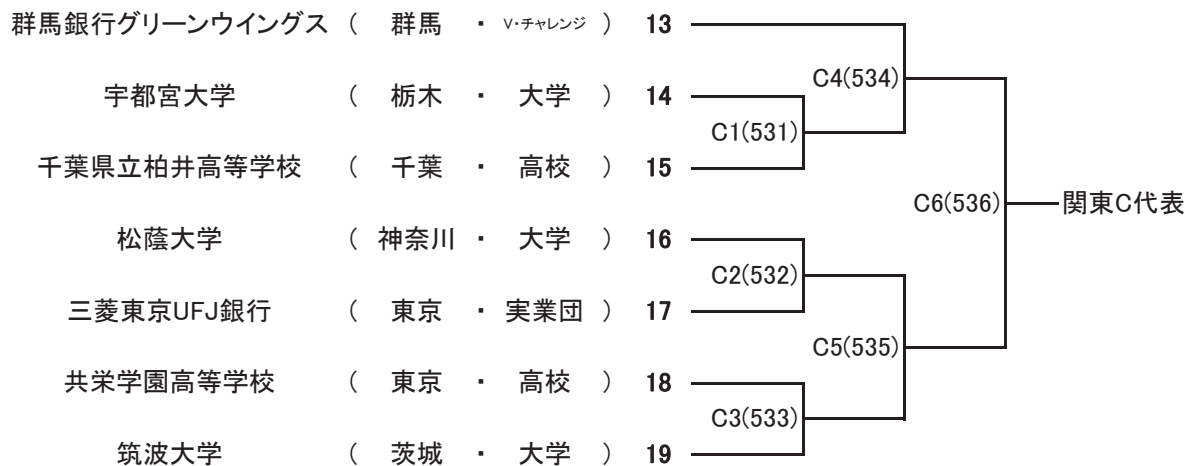 群馬銀行グリーンウイングス ( 群馬 ・ V・チャレンジ ) 13
C4(534)
宇都宮大学 ( 栃木 ・ 大学 ) 14
C1(531)
千葉県立柏井高等学校 ( 千葉 ・ 高校 ) 15
C6(536) 関東C代表
松蔭大学 ( 神奈川 ・ 大学 ) 16
C2(532)
三菱東京UFJ銀行 ( 東京 ・ 実業団 ) 17
C5(535)
共栄学園高等学校 ( 東京 ・ 高校 ) 18
C3(533)
筑波大学 ( 茨城 ・ 大学 ) 19